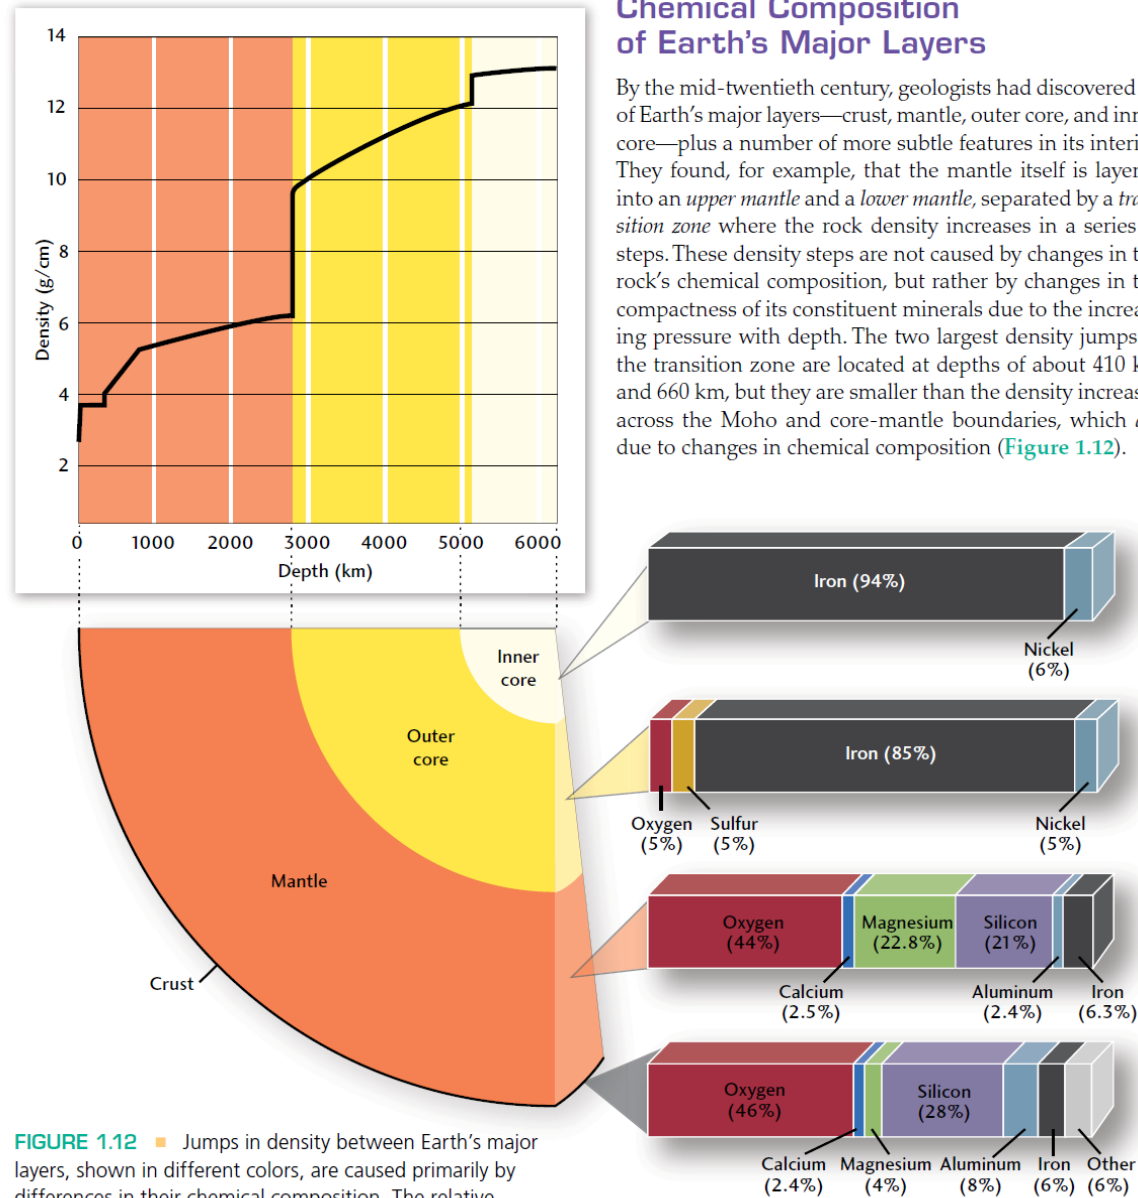 Chemical Composition
of Earth's Major Layers
By the mid-twentieth century, geologists had discovered
of Earth's major layers—crust, mantle, outer core, and inn
core—plus a number of more subtle features in its interi
They found, for example, that the mantle itself is layer
into an upper mantle and a lower mantle, separated by a tra
sition zone where the rock density increases in a series
steps. These density steps are not caused by changes in t
rock's chemical composition, but rather by changes in t
compactness of its constituent minerals due to the increa
ing pressure with depth. The two largest density jumps
the transition zone are located at depths of about 410 k
and 660 km, but they are smaller than the density increas
across the Moho and core-mantle boundaries, which a
due to changes in chemical composition (Figure 1.12).
14
12
10
8
6
4
2
Density (g/cm)
0 1000 2000 3000 4000 5000 6000
Depth (km)
Inner
core
Outer
core
Mantle
Crust
Iron (94%)
Nickel
(6%)
Iron (85%)
Oxygen
(5%)
Sulfur
(5%)
Nickel
(5%)
Oxygen
(44%)
Magnesium
(22.8%)
Silicon
(21%)
Calcium
(2.5%)
Aluminum
(2.4%)
Iron
(6.3%)
Oxygen
(46%)
Silicon
(28%)
Calcium
(2.4%)
Magnesium
(4%)
Aluminum
(8%)
Iron
(6%)
Other
(6%)
FIGURE 1.12 Jumps in density between Earth's major
layers, shown in different colors, are caused primarily by
differences in their chemical composition. The relative